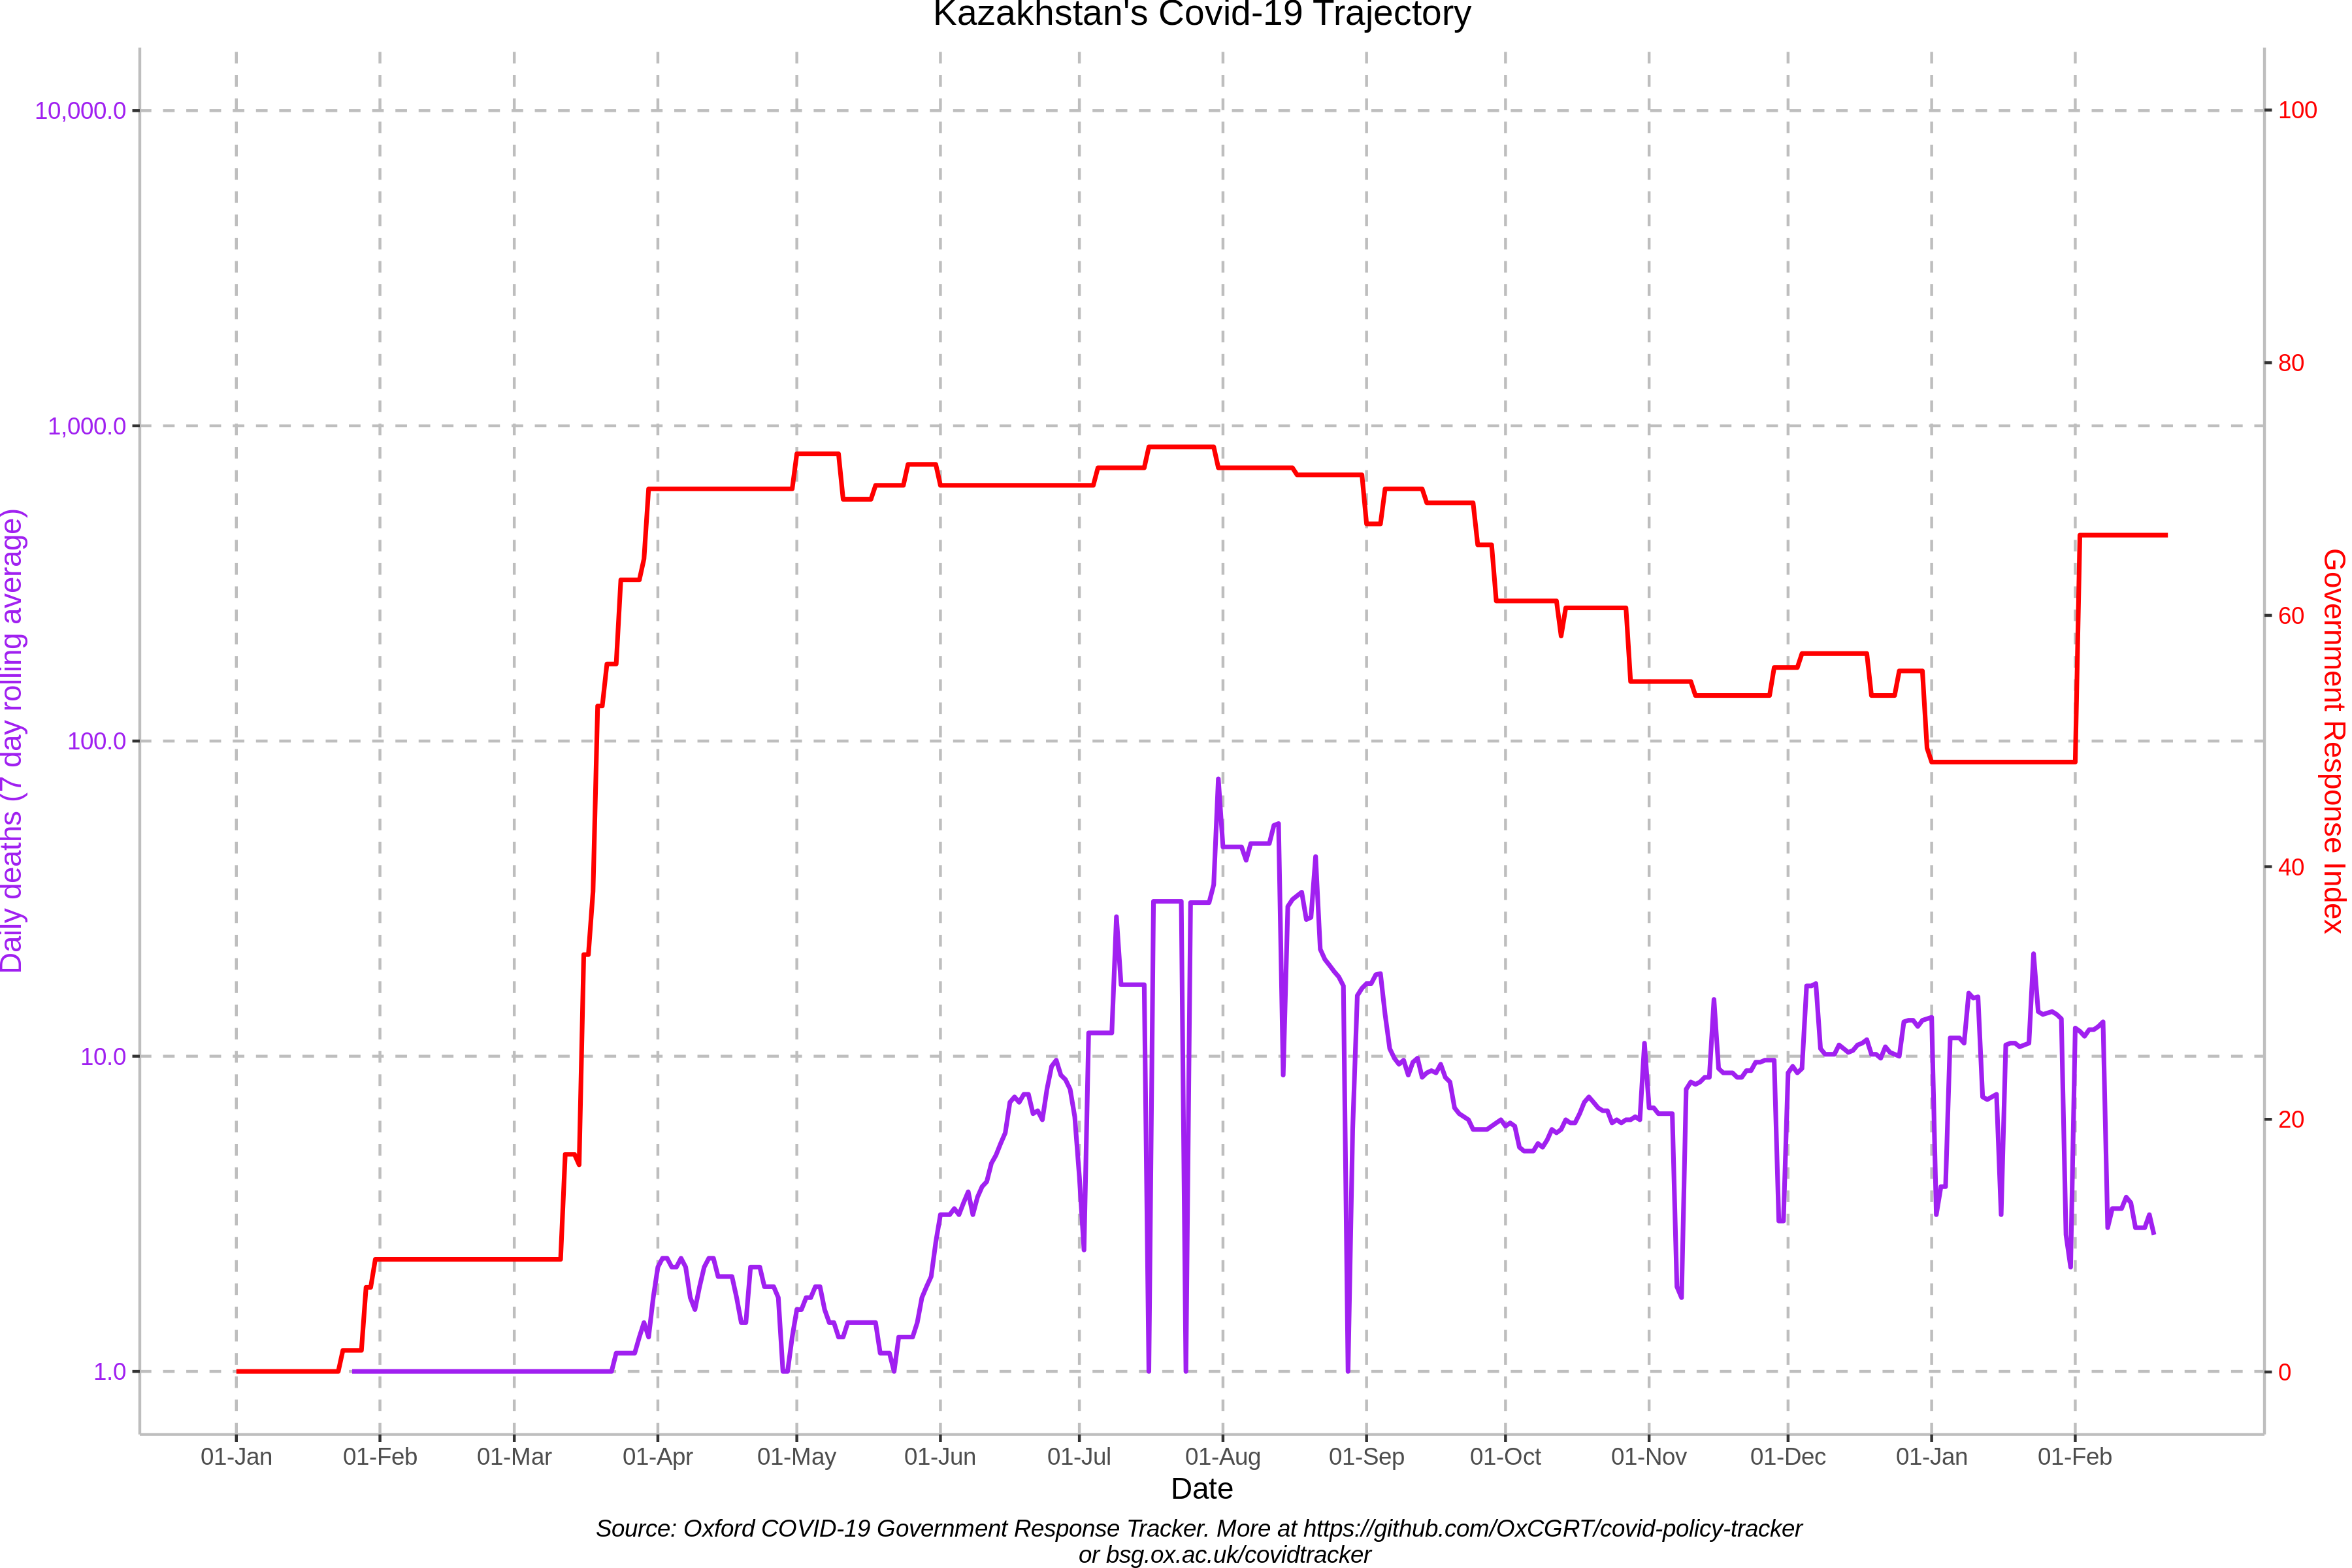 Kazakhstan's Covid-19 Trajectory
10,000.0
1,000.0
100.0
10.0
1.0
Daily deaths (7 day rolling average)
100
80
60
40
20
0
Government Response Index
01-Jan 01-Feb 01-Mar 01-Apr 01-May 01-Jun 01-Jul 01-Aug 01-Sep 01-Oct 01-Nov 01-Dec 01-Jan 01-Feb
Date
Source: Oxford COVID-19 Government Response Tracker. More at https://github.com/OxCGRT/covid-policy-tracker
or bsg.ox.ac.uk/covidtracker